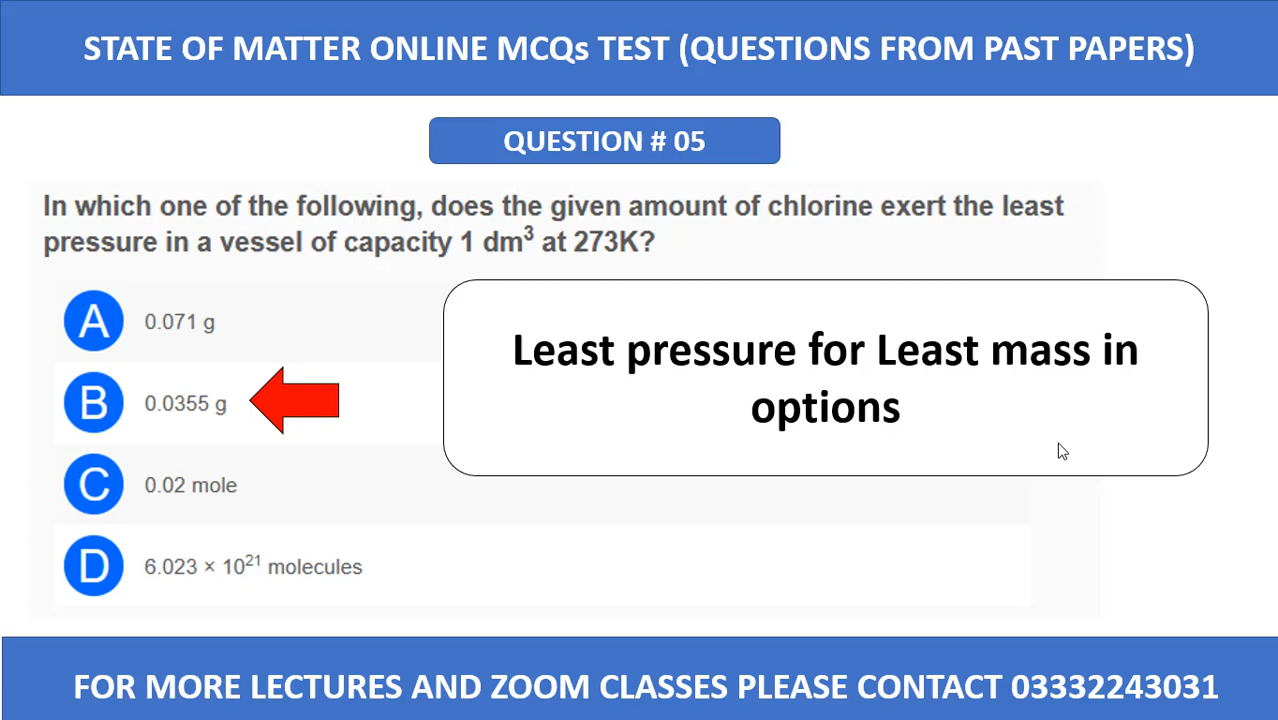 STATE OF MATTER ONLINE MCQs TEST (QUESTIONS FROM PAST PAPERS)
QUESTION # 05
In which one of the following, does the given amount of chlorine exert the least
pressure in a vessel of capacity 1 dm³ at 273K?
A 0.071 g
B 0.0355 g
C 0.02 mole
D 6.023 × 10²¹ molecules
Least pressure for Least mass in
options
FOR MORE LECTURES AND ZOOM CLASSES PLEASE CONTACT 03332243031